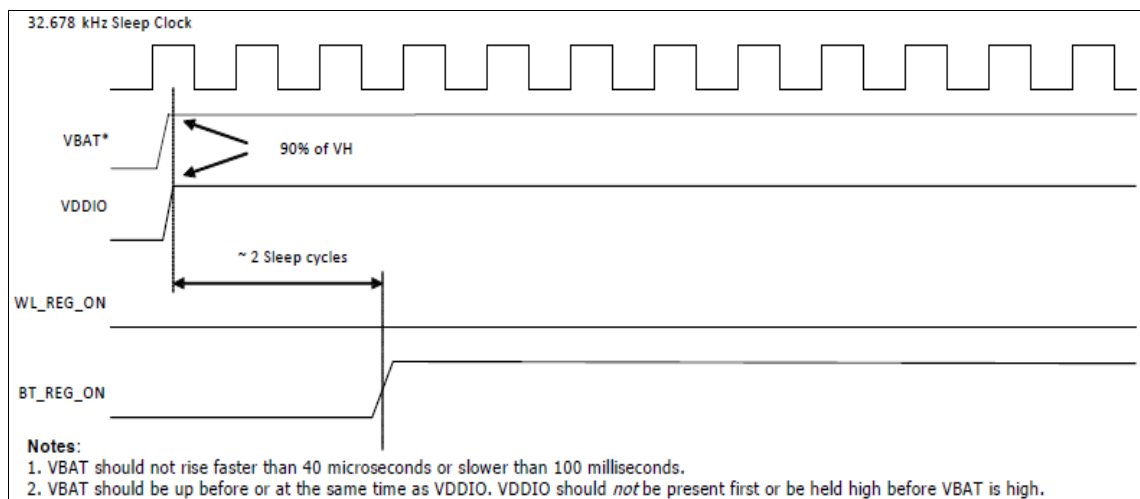 32.678 kHz Sleep Clock
VBAT*
90% of VH
VDDIO
~ 2 Sleep cycles
WL_REG_ON
BT_REG_ON
Notes:
1. VBAT should not rise faster than 40 microseconds or slower than 100 milliseconds.
2. VBAT should be up before or at the same time as VDDIO. VDDIO should not be present first or be held high before VBAT is high.